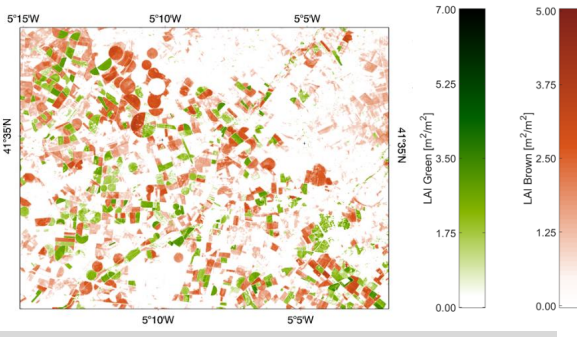 5°15'W 5°10'W 5°5'W
41°35'N
41°35'N
5°10'W 5°5'W
7.00
5.25
3.50
1.75
0.00
LAI Green [m²/m²]
5.00
3.75
2.50
1.25
0.00
LAI Brown [m²/m²]